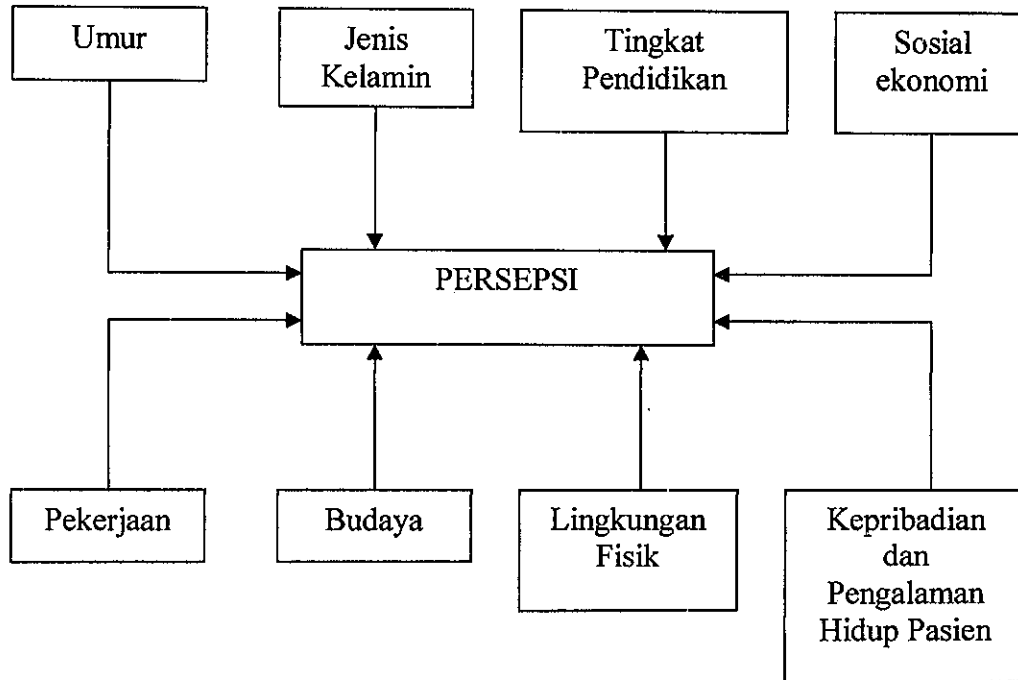 Umur
Jenis
Kelamin
Tingkat
Pendidikan
Sosial
ekonomi
PERSEPSI
Pekerjaan
Budaya
Lingkungan
Fisik
Kepribadian
dan
Pengalaman
Hidup Pasien